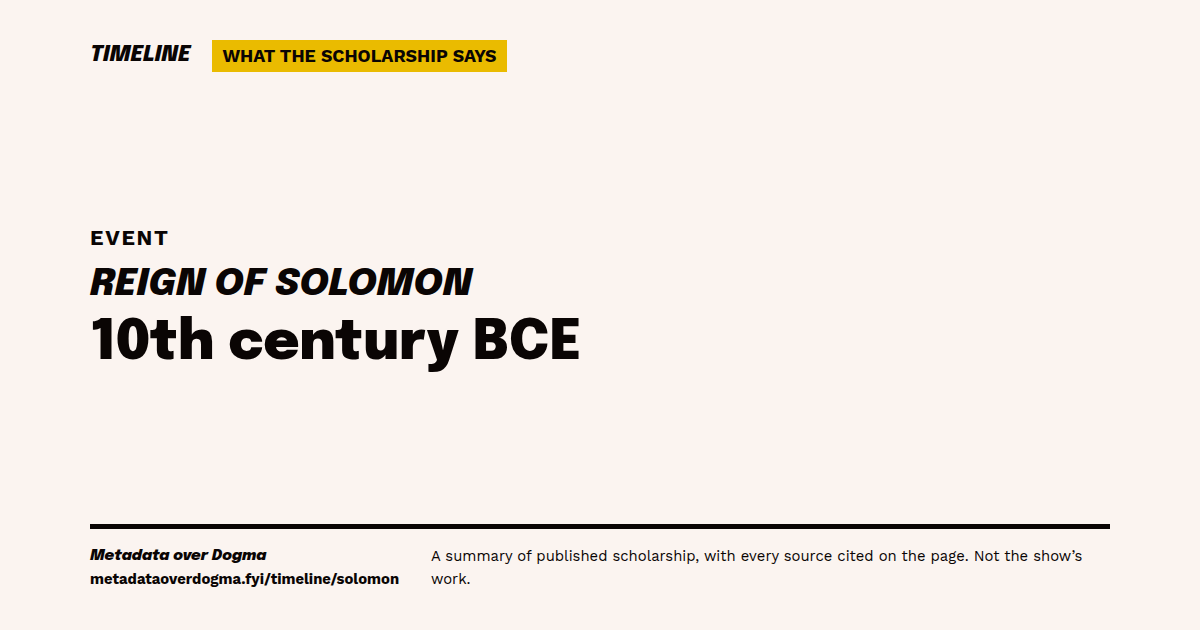 TIMELINE
WHAT THE SCHOLARSHIP SAYS
EVENT
REIGN OF SOLOMON
10th century BCE
Metadata over Dogma
metadataoverdogma.fyi/timeline/solomon
A summary of published scholarship, with every source cited on the page. Not the show’s
work.